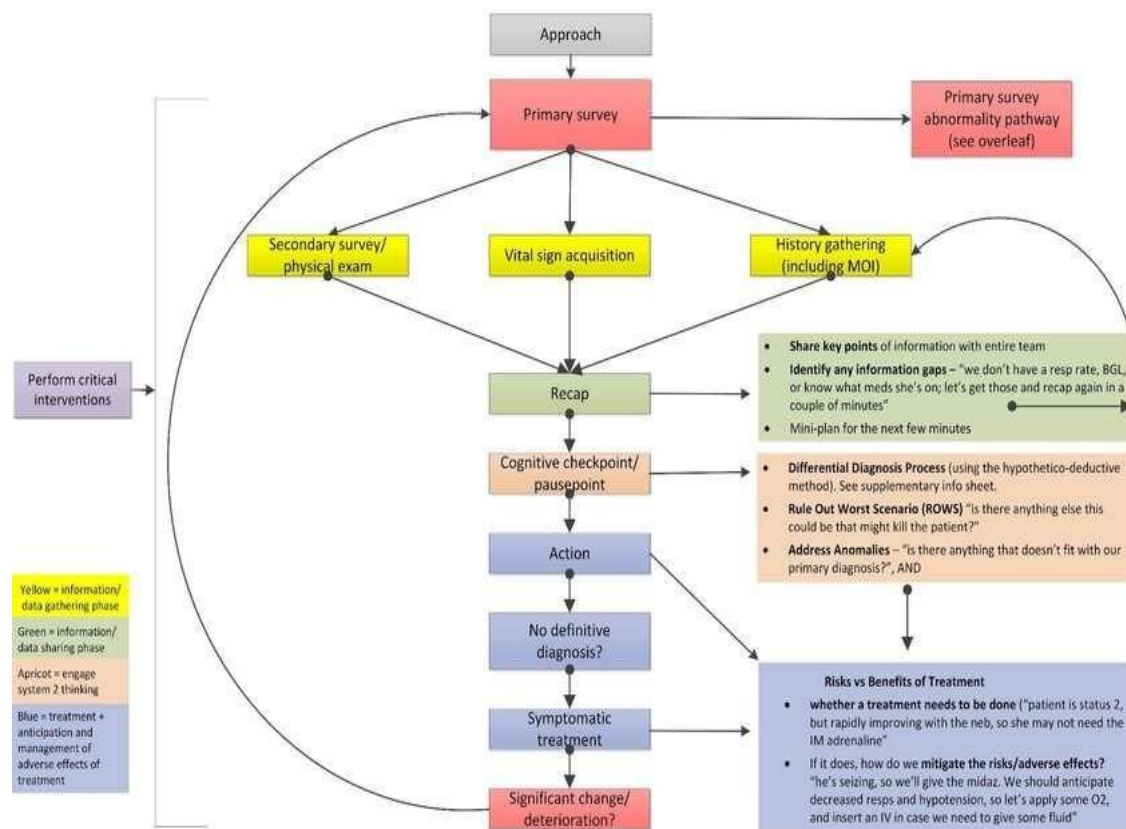 Approach
Primary survey
Primary survey
abnormality pathway
(see overleaf)
Secondary survey/
physical exam
Vital sign acquisition
History gathering
(including MOI)
Perform critical
interventions
Recap
• Share key points of information with entire team
• Identify any information gaps – "we don't have a resp rate, BGL,
or know what meds she's on; let's get those and recap again in a
couple of minutes"
• Mini-plan for the next few minutes
Cognitive checkpoint/
pausepoint
• Differential Diagnosis Process (using the hypothetico-deductive
method). See supplementary info sheet.
• Rule Out Worst Scenario (ROWS) "is there anything else this
could be that might kill the patient?"
• Address Anomalies – "is there anything that doesn't fit with our
primary diagnosis?", AND
Action
No definitive
diagnosis?
Symptomatic
treatment
Significant change/
deterioration?
Risks vs Benefits of Treatment
• whether a treatment needs to be done ("patient is status 2,
but rapidly improving with the neb, so she may not need the
IM adrenaline"
• If it does, how do we mitigate the risks/adverse effects?
"he's seizing, so we'll give the midaz. We should anticipate
decreased resps and hypotension, so let's apply some O2,
and insert an IV in case we need to give some fluid"
Yellow = information/
data gathering phase
Green = information/
data sharing phase
Apricot = engage
system 2 thinking
Blue = treatment +
anticipation and
management of
adverse effects of
treatment